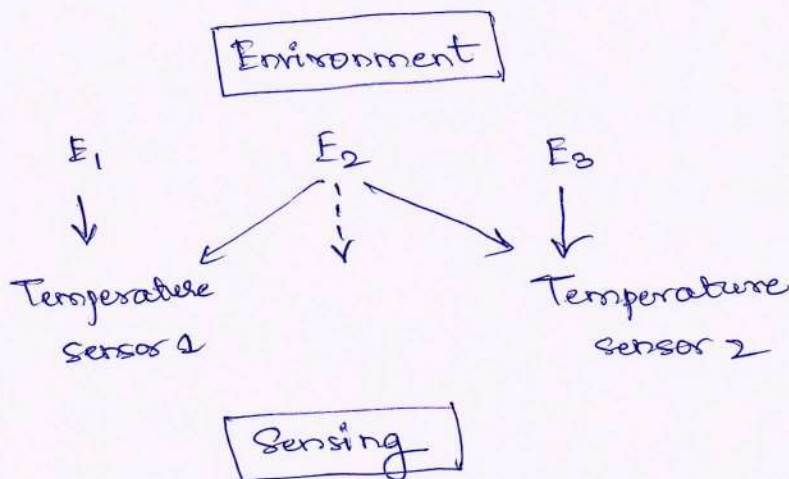 Environment
E1 E2 E3
Temperature sensor 1
Temperature sensor 2
Sensing